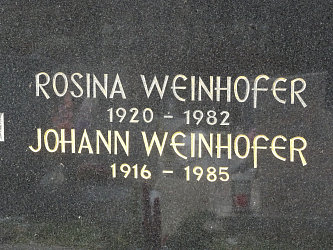 ROSINA WEINHOFER
1920 - 1982
JOHANN WEINHOFER
1916 - 1985